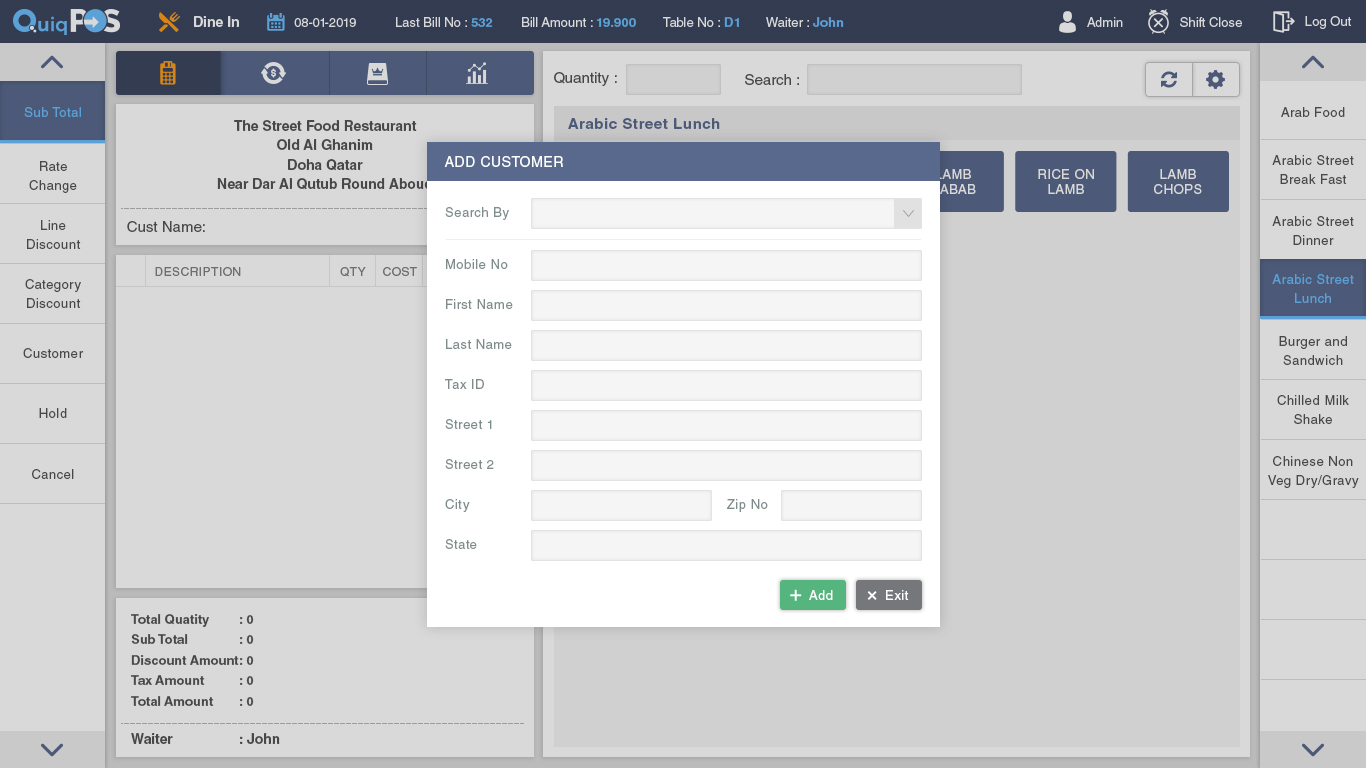 QuiqPOS
Dine In
08-01-2019
Last Bill No : 532
Bill Amount : 19.900
Table No : D1
Waiter : John
Admin
Shift Close
Log Out
Sub Total
Rate
Change
Line
Discount
Category
Discount
Customer
Hold
Cancel
The Street Food Restaurant
Old Al Ghanim
Doha Qatar
Near Dar Al Qutub Round
Cust Name:
DESCRIPTION
QTY
COST
Total Quatity : 0
Sub Total : 0
Discount Amount: 0
Tax Amount : 0
Total Amount : 0
Waiter : John
Quantity :
Search :
Arabic Street Lunch
RICE ON
LAMB
LAMB
CHOPS
ADD CUSTOMER
Search By
Mobile No
First Name
Last Name
Tax ID
Street 1
Street 2
City
Zip No
State
Add
Exit
Arab Food
Arabic Street
Break Fast
Arabic Street
Dinner
Arabic Street
Lunch
Burger and
Sandwich
Chilled Milk
Shake
Chinese Non
Veg Dry/Gravy